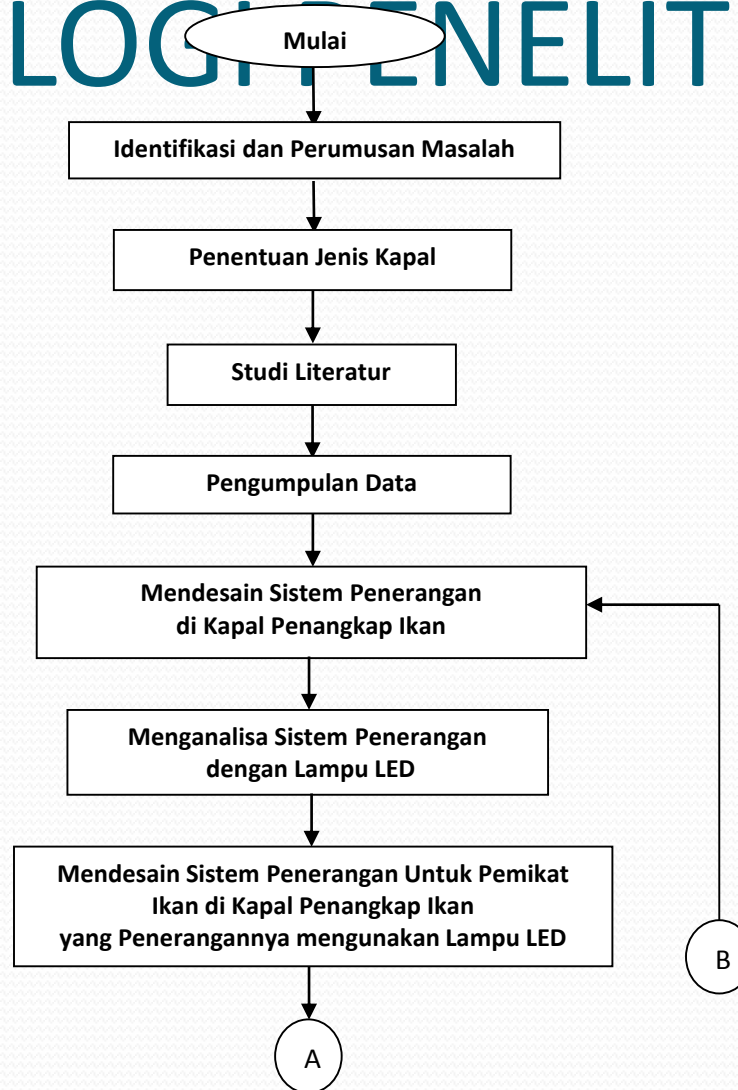 LOGI PENELIT
Mulai
Identifikasi dan Perumusan Masalah
Penentuan Jenis Kapal
Studi Literatur
Pengumpulan Data
Mendesain Sistem Penerangan
di Kapal Penangkap Ikan
Menganalisa Sistem Penerangan
dengan Lampu LED
Mendesain Sistem Penerangan Untuk Pemikat
Ikan di Kapal Penangkap Ikan
yang Penerangannya mengunakan Lampu LED
B
A